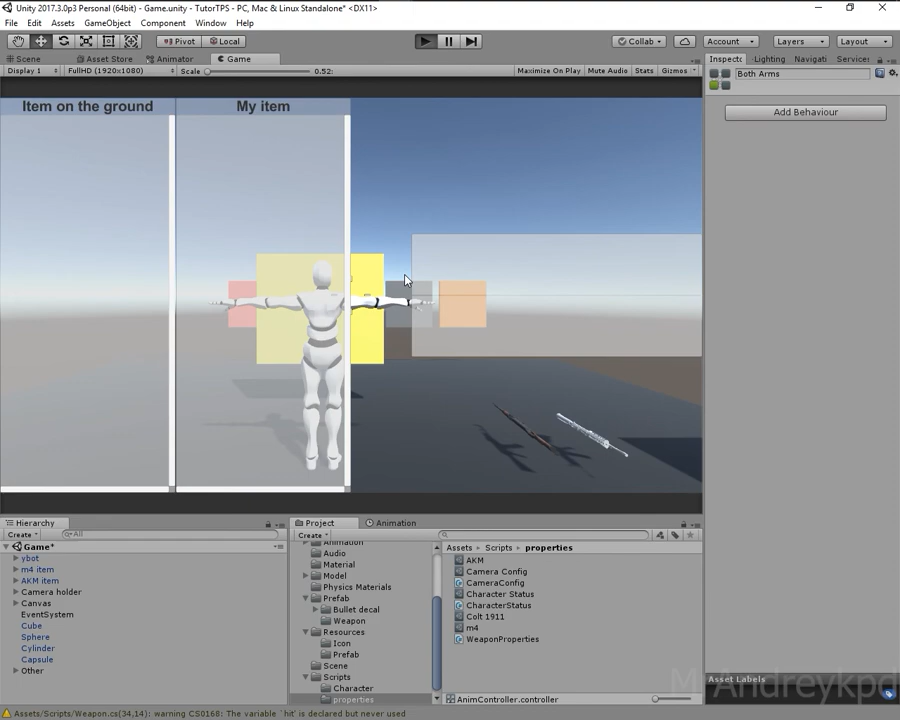 Unity 2017.3.0p3 Personal (64bit) - Game.unity - TutorTPS - PC, Mac & Linux Standalone* <DX11>
File Edit Assets GameObject Component Window Help
Pivot Local Collab Account Layers Layout
Scene Asset Store Animator Game Inspecto Lighting Navigati Services
Display 1 FullHD (1920x1080) Scale 0.52: Maximize On Play Mute Audio Stats Gizmos Both Arms
Item on the ground My item
Add Behaviour
Hierarchy Project Animation
Create All Create
Game*
ybot
m4 item
AKM item
Camera holder
Canvas
EventSystem
Cube
Sphere
Cylinder
Capsule
Other
Animation
Audio
Material
Model
Physics Materials
Prefab
Bullet decal
Weapon
Resources
Icon
Prefab
Scene
Scripts
Character
properties
Assets Scripts properties
AKM
Camera Config
CameraConfig
Character Status
CharacterStatus
Colt 1911
m4
WeaponProperties
AnimController.controller
Asset Labels
Mr Andreykpd
Assets/Scripts/Weapon.cs(34,14): warning CS0168: The variable `hit' is declared but never used